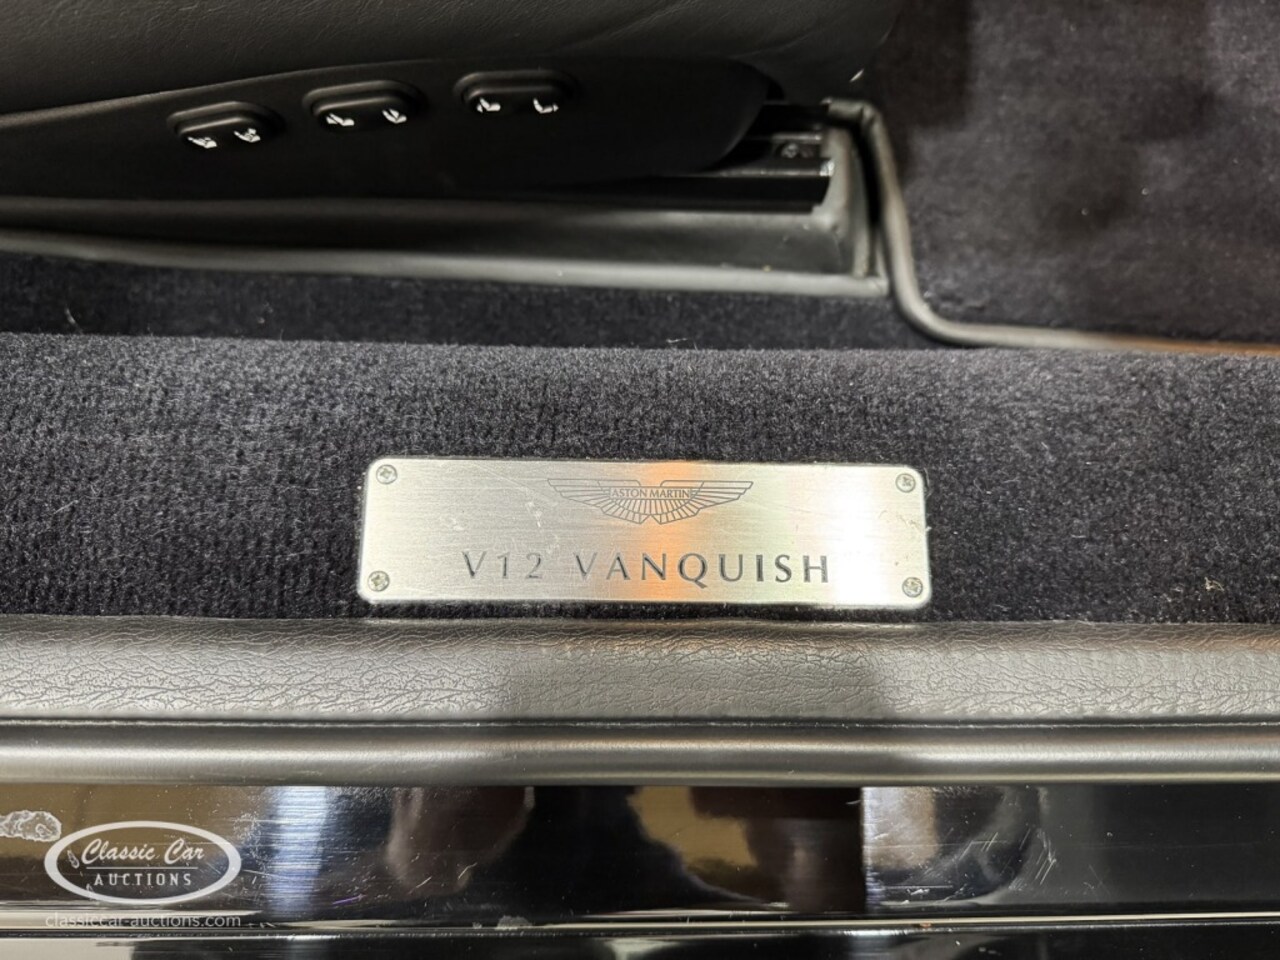 ASTON MARTIN
V12 VANQUISH
Classic Car
AUCTIONS
classiccar-auctions.com